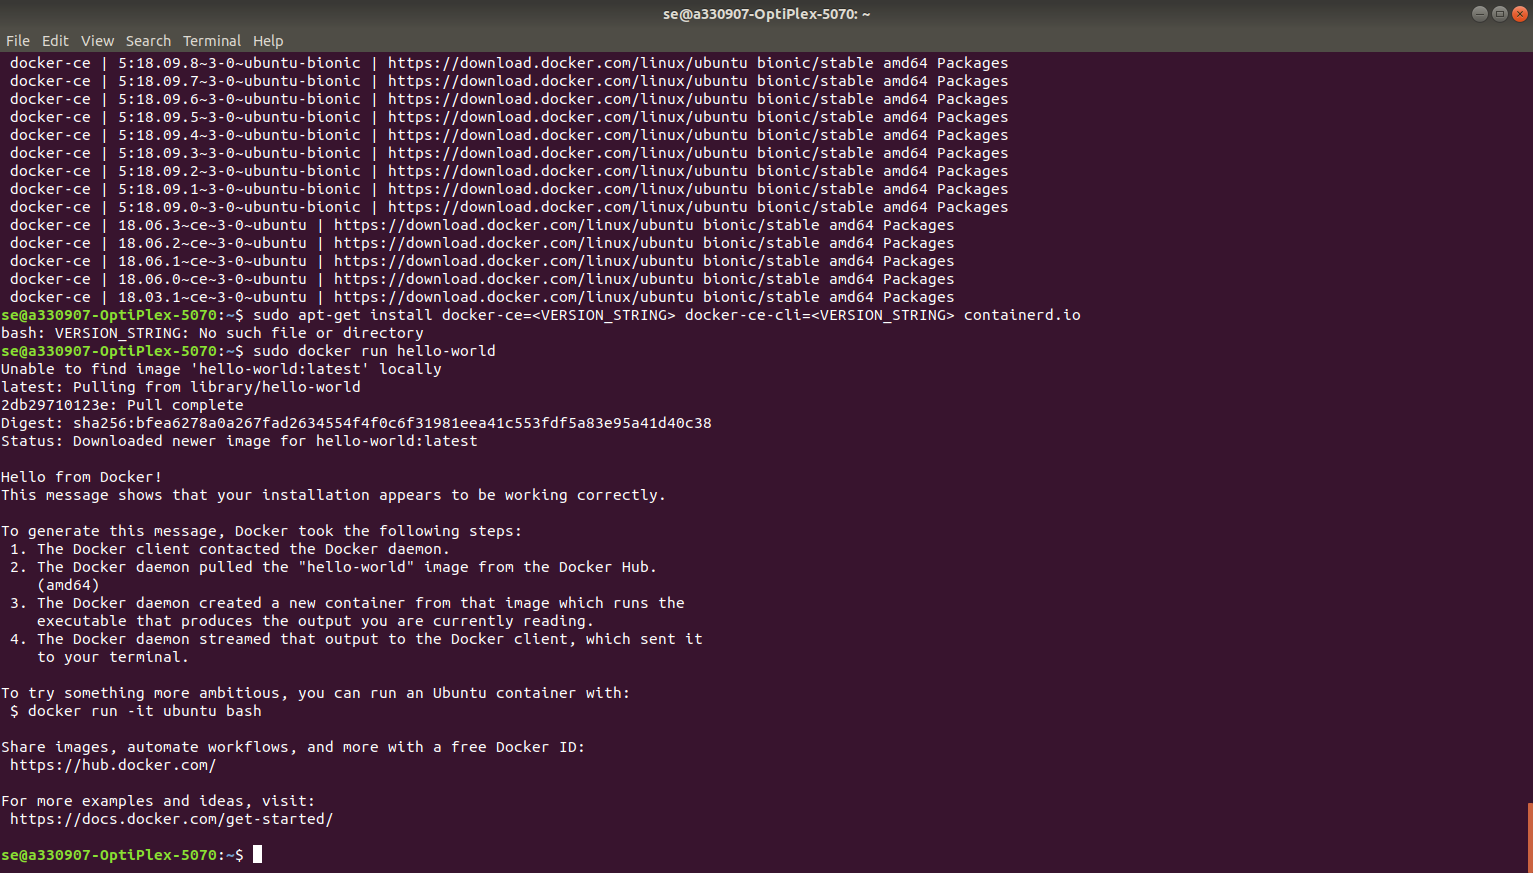 se@a330907-OptiPlex-5070: ~
File Edit View Search Terminal Help
docker-ce | 5:18.09.8~3-0~ubuntu-bionic | https://download.docker.com/linux/ubuntu bionic/stable amd64 Packages
docker-ce | 5:18.09.7~3-0~ubuntu-bionic | https://download.docker.com/linux/ubuntu bionic/stable amd64 Packages
docker-ce | 5:18.09.6~3-0~ubuntu-bionic | https://download.docker.com/linux/ubuntu bionic/stable amd64 Packages
docker-ce | 5:18.09.5~3-0~ubuntu-bionic | https://download.docker.com/linux/ubuntu bionic/stable amd64 Packages
docker-ce | 5:18.09.4~3-0~ubuntu-bionic | https://download.docker.com/linux/ubuntu bionic/stable amd64 Packages
docker-ce | 5:18.09.3~3-0~ubuntu-bionic | https://download.docker.com/linux/ubuntu bionic/stable amd64 Packages
docker-ce | 5:18.09.2~3-0~ubuntu-bionic | https://download.docker.com/linux/ubuntu bionic/stable amd64 Packages
docker-ce | 5:18.09.1~3-0~ubuntu-bionic | https://download.docker.com/linux/ubuntu bionic/stable amd64 Packages
docker-ce | 5:18.09.0~3-0~ubuntu-bionic | https://download.docker.com/linux/ubuntu bionic/stable amd64 Packages
docker-ce | 18.06.3~ce~3-0~ubuntu | https://download.docker.com/linux/ubuntu bionic/stable amd64 Packages
docker-ce | 18.06.2~ce~3-0~ubuntu | https://download.docker.com/linux/ubuntu bionic/stable amd64 Packages
docker-ce | 18.06.1~ce~3-0~ubuntu | https://download.docker.com/linux/ubuntu bionic/stable amd64 Packages
docker-ce | 18.06.0~ce~3-0~ubuntu | https://download.docker.com/linux/ubuntu bionic/stable amd64 Packages
docker-ce | 18.03.1~ce~3-0~ubuntu | https://download.docker.com/linux/ubuntu bionic/stable amd64 Packages
se@a330907-OptiPlex-5070:~$ sudo apt-get install docker-ce=<VERSION_STRING> docker-ce-cli=<VERSION_STRING> containerd.io
bash: VERSION_STRING: No such file or directory
se@a330907-OptiPlex-5070:~$ sudo docker run hello-world
Unable to find image 'hello-world:latest' locally
latest: Pulling from library/hello-world
2db29710123e: Pull complete
Digest: sha256:bfea6278a0a267fad2634554f4f0c6f31981eea41c553fdf5a83e95a41d40c38
Status: Downloaded newer image for hello-world:latest
Hello from Docker!
This message shows that your installation appears to be working correctly.
To generate this message, Docker took the following steps:
1. The Docker client contacted the Docker daemon.
2. The Docker daemon pulled the "hello-world" image from the Docker Hub.
(amd64)
3. The Docker daemon created a new container from that image which runs the
executable that produces the output you are currently reading.
4. The Docker daemon streamed that output to the Docker client, which sent it
to your terminal.
To try something more ambitious, you can run an Ubuntu container with:
$ docker run -it ubuntu bash
Share images, automate workflows, and more with a free Docker ID:
https://hub.docker.com/
For more examples and ideas, visit:
https://docs.docker.com/get-started/
se@a330907-OptiPlex-5070:~$